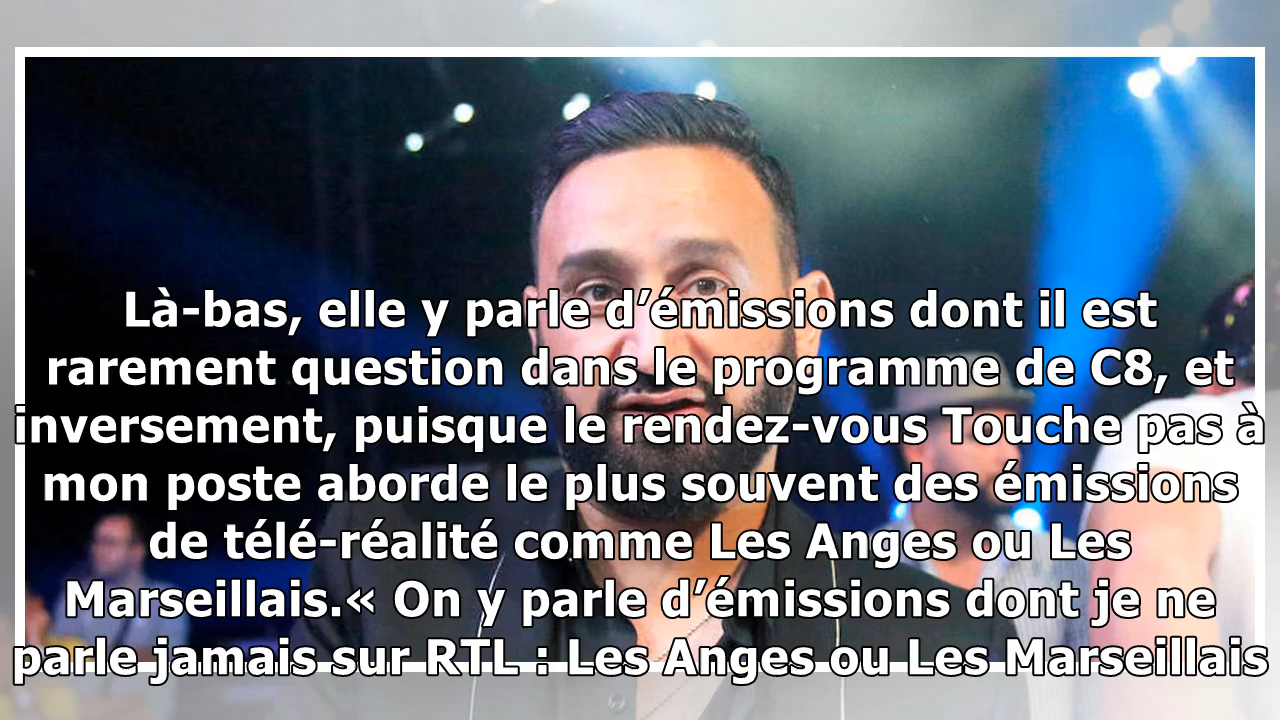 Là-bas, elle y parle d’émissions dont il est
rarement question dans le programme de C8, et
inversement, puisque le rendez-vous Touche pas à
mon poste aborde le plus souvent des émissions
de télé-réalité comme Les Anges ou Les
Marseillais.« On y parle d’émissions dont je ne
parle jamais sur RTL : Les Anges ou Les Marseillais